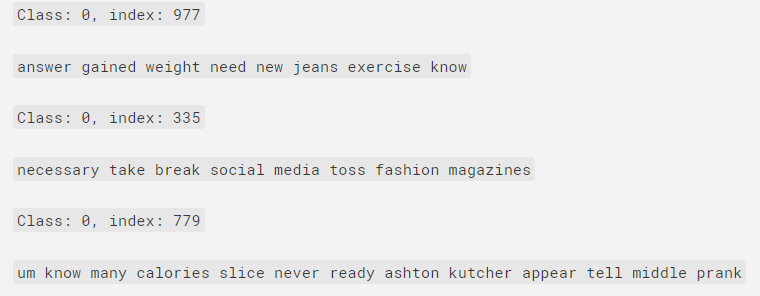 Class: 0, index: 977
answer gained weight need new jeans exercise know
Class: 0, index: 335
necessary take break social media toss fashion magazines
Class: 0, index: 779
um know many calories slice never ready ashton kutcher appear tell middle prank